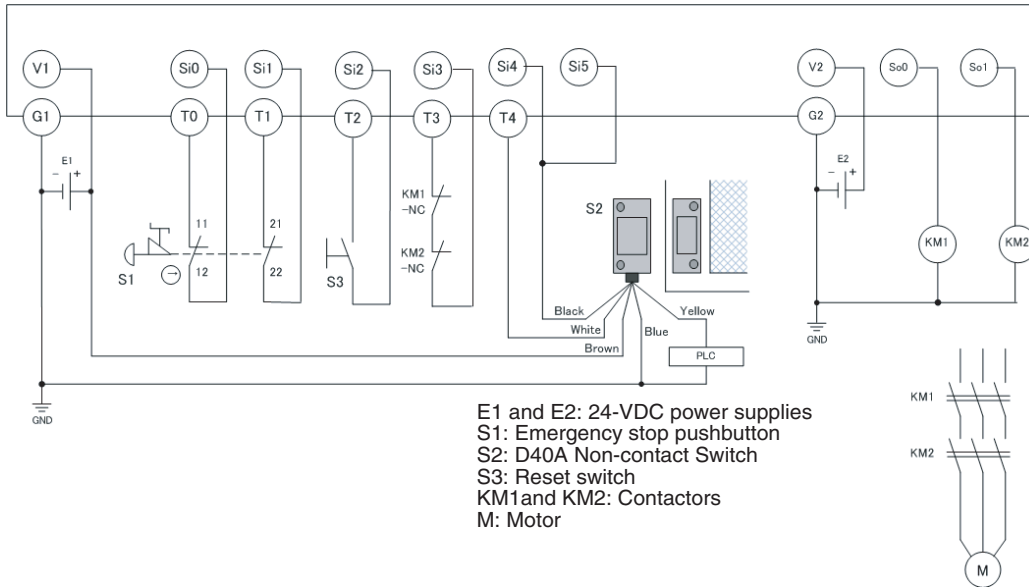 V1 Si0 Si1 Si2 Si3 Si4 Si5 V2 So0 So1
G1 T0 T1 T2 T3 T4 G2
E1
- +
E2
- +
KM1
-NC
KM2
-NC
S1
11
12
21
22
S3
S2
KM1
KM2
Black
White
Brown
Blue
Yellow
PLC
GND
GND
E1 and E2: 24-VDC power supplies
S1: Emergency stop pushbutton
S2: D40A Non-contact Switch
S3: Reset switch
KM1and KM2: Contactors
M: Motor
KM1
KM2
M